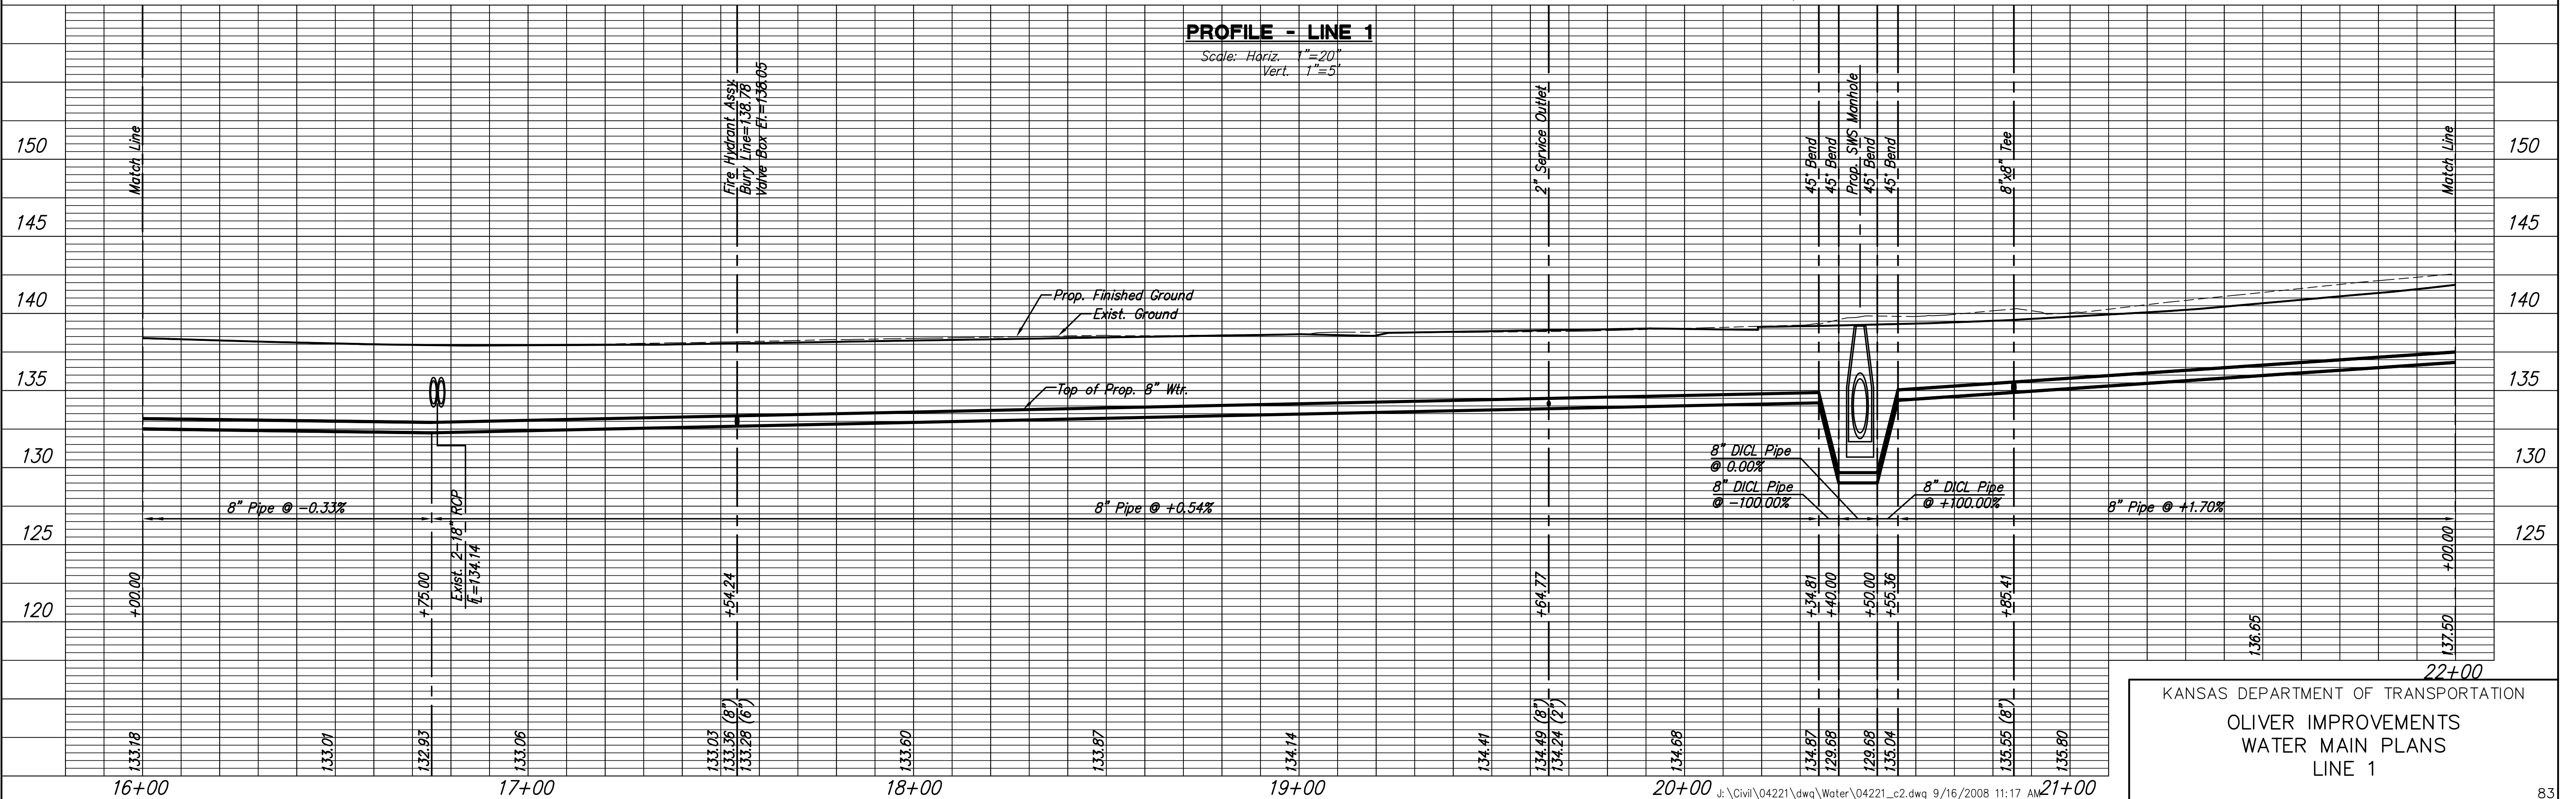 PROFILE - LINE 1
Scale: Horiz. 1"=20'
Vert. 1"=5'
150
145
140
135
130
125
120
Match Line
Fire Hydrant Assy.
Bury Line=138.78
Valve Box El.=138.05
2" Service Outlet
45° Bend
45° Bend
Prop. SWS Manhole
45° Bend
45° Bend
8"x8" Tee
Match Line
150
145
140
135
130
125
Prop. Finished Ground
Exist. Ground
Top of Prop. 8" Wtr.
8" DICL Pipe
@ 0.00%
8" DICL Pipe
@ -100.00%
8" DICL Pipe
@ +100.00%
8" Pipe @ -0.33%
8" Pipe @ +0.54%
8" Pipe @ +1.70%
Exist. 2-18" RCP
FL=134.14
+00.00
+75.00
+54.24
+64.77
+34.81
+40.00
+50.00
+55.36
+85.41
+00.00
133.18
133.01
132.93
133.06
133.03
133.36 (8")
133.28 (6")
133.60
133.87
134.14
134.41
134.49 (8")
134.24 (2")
134.68
134.87
129.68
129.68
135.04
135.55 (8")
135.80
136.65
137.50
16+00
17+00
18+00
19+00
20+00
21+00
22+00
J:\Civil\04221\dwg\Water\04221_c2.dwg 9/16/2008 11:17 AM
KANSAS DEPARTMENT OF TRANSPORTATION
OLIVER IMPROVEMENTS
WATER MAIN PLANS
LINE 1
83